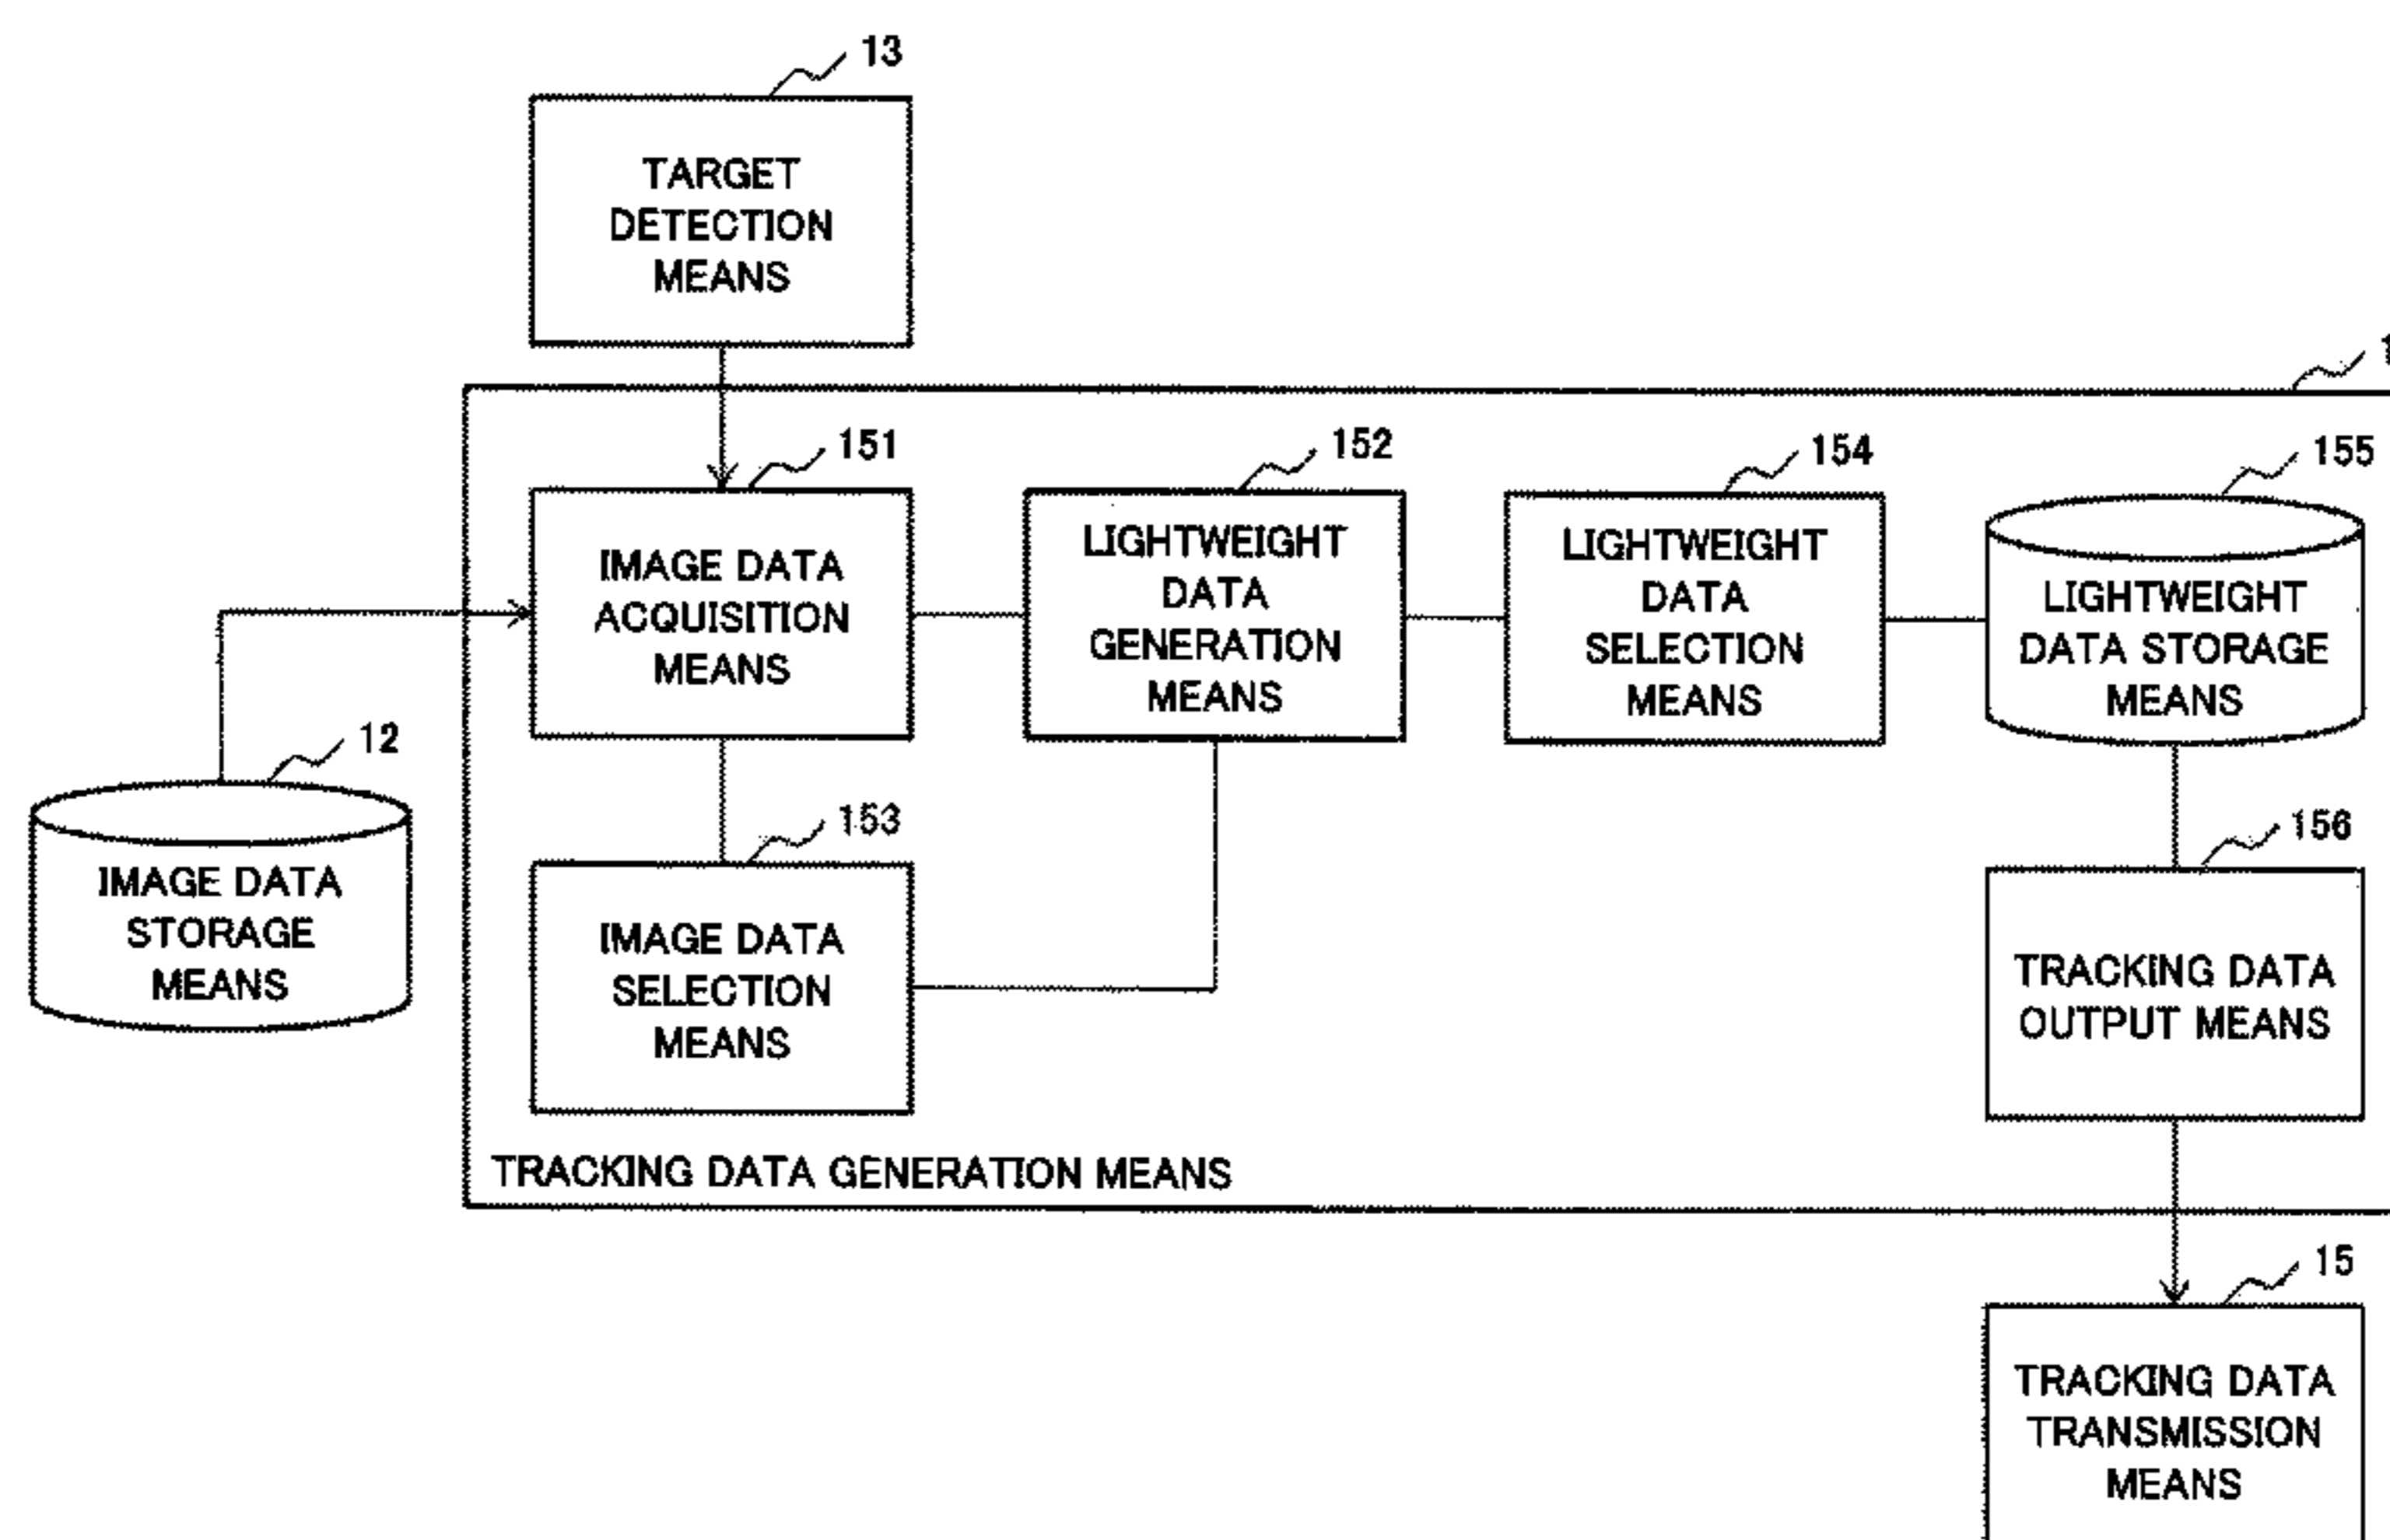 13
TARGET
DETECTION
MEANS
151
IMAGE DATA
ACQUISITION
MEANS
152
LIGHTWEIGHT
DATA
GENERATION
MEANS
154
LIGHTWEIGHT
DATA
SELECTION
MEANS
155
LIGHTWEIGHT
DATA STORAGE
MEANS
12
IMAGE DATA
STORAGE
MEANS
153
IMAGE DATA
SELECTION
MEANS
156
TRACKING DATA
OUTPUT MEANS
TRACKING DATA GENERATION MEANS
15
TRACKING DATA
TRANSMISSION
MEANS